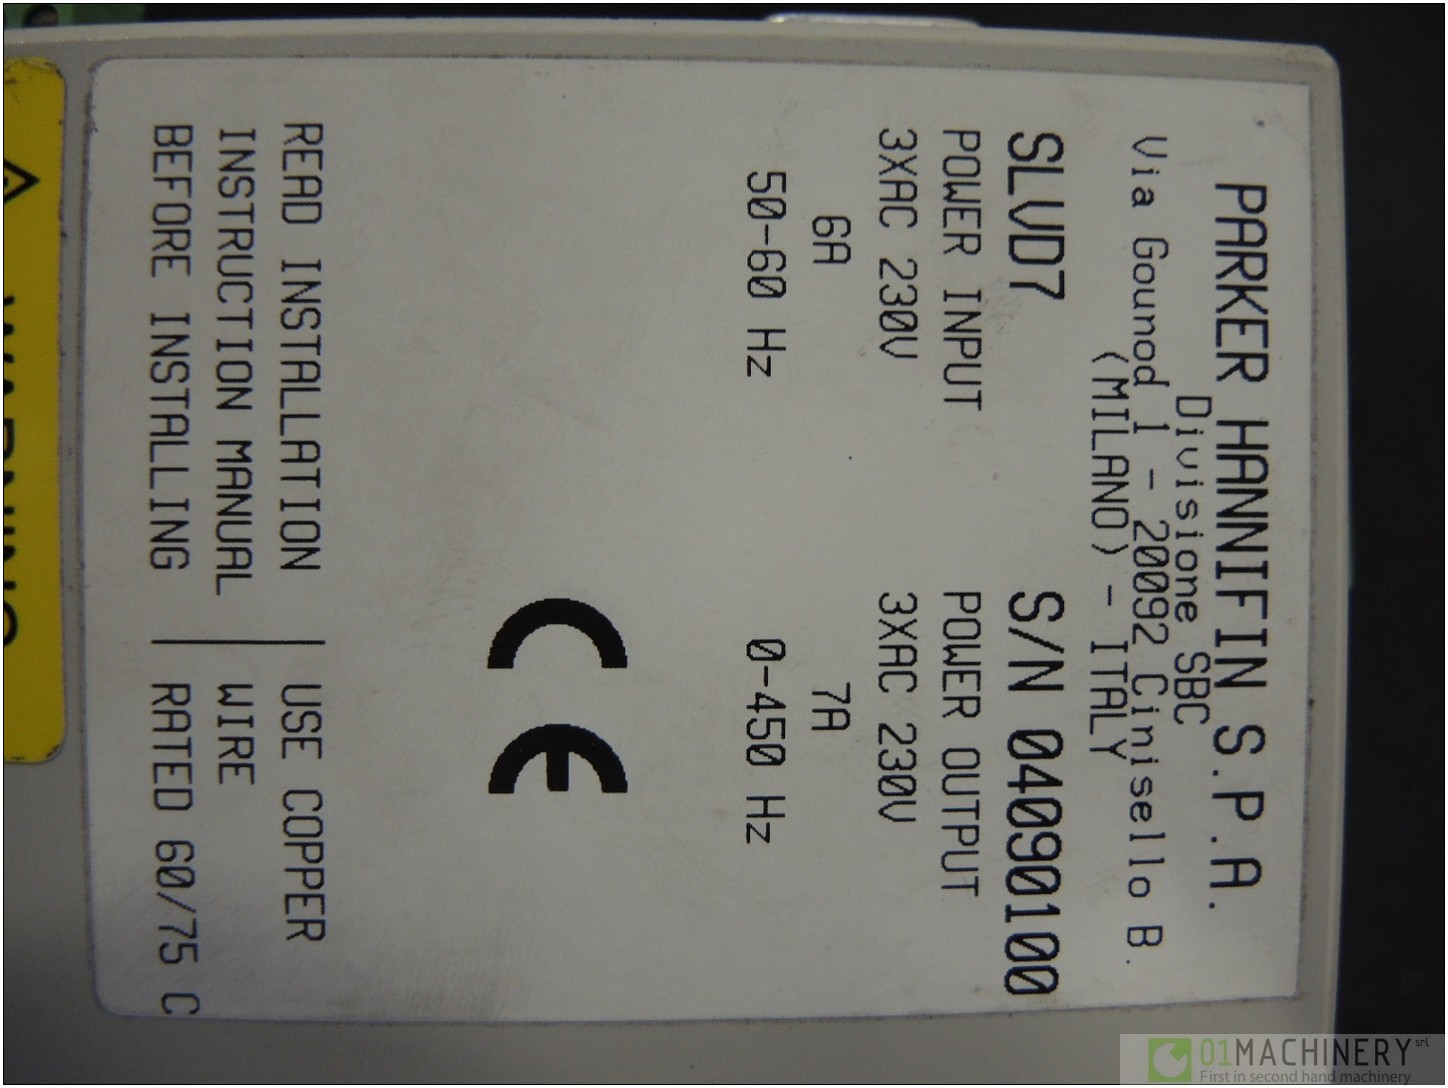 PARKER HANNIFIN S.P.A.
Divisione SBC
Via Gounod 1 - 20092 Cinisello B.
(MILANO) - ITALY
SLVD7 S/N 04090100
POWER INPUT POWER OUTPUT
3XAC 230V 3XAC 230V
6A 7A
50-60 Hz 0-450 Hz
CE
READ INSTALLATION USE COPPER
INSTRUCTION MANUAL WIRE
BEFORE INSTALLING RATED 60/75 C
WARNING
01MACHINERY srl
First in second hand machinery